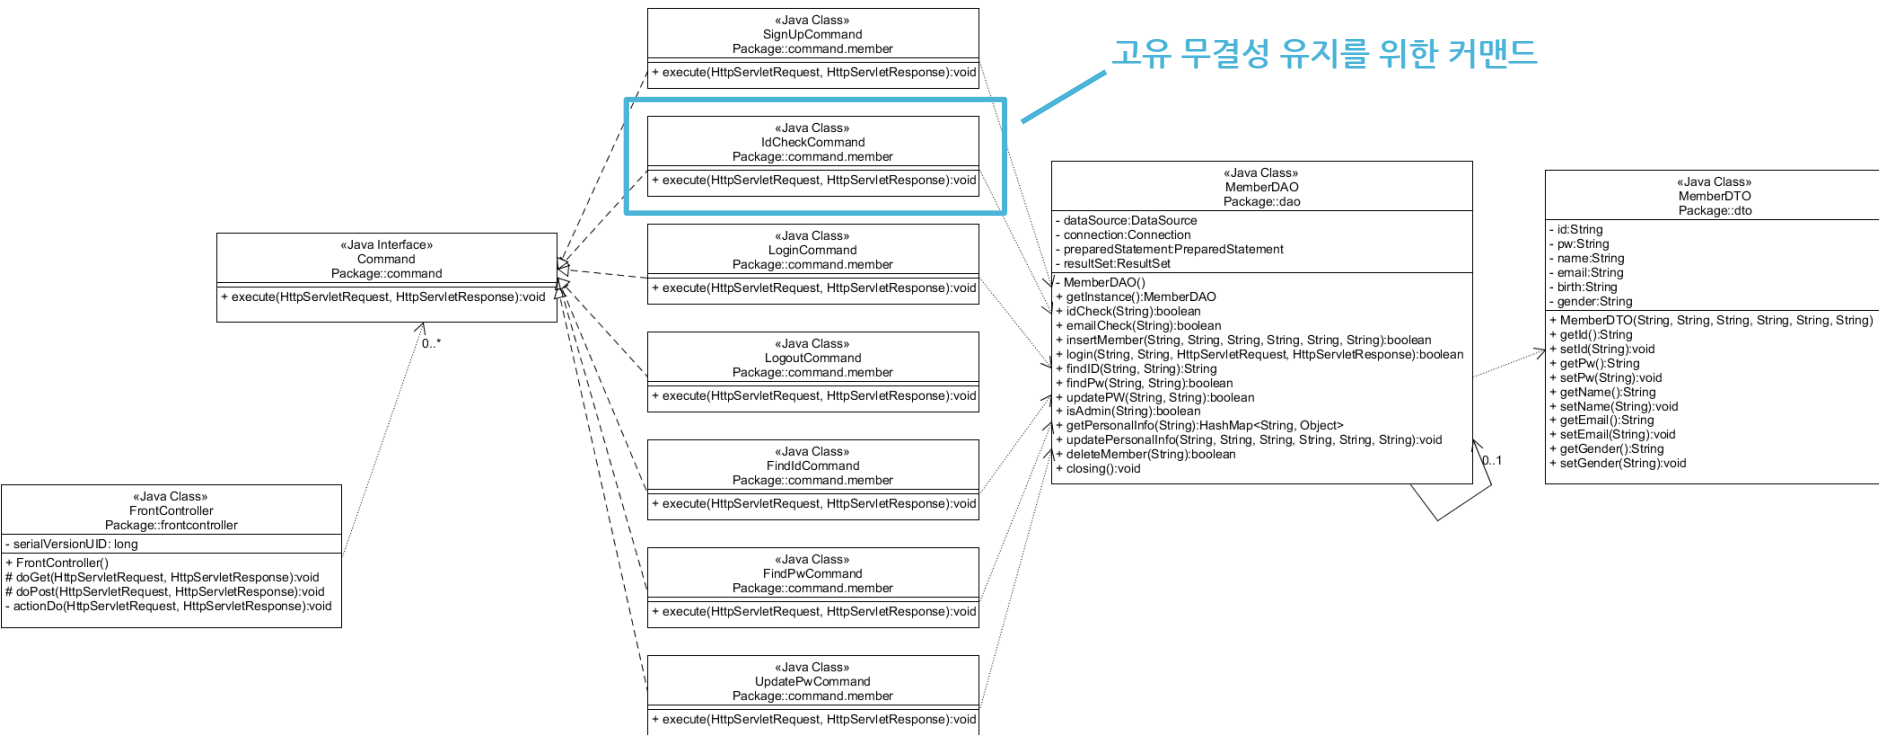 고유 무결성 유지를 위한 커맨드
«Java Class»
SignUpCommand
Package::command.member
+ execute(HttpServletRequest, HttpServletResponse):void
«Java Class»
IdCheckCommand
Package::command.member
+ execute(HttpServletRequest, HttpServletResponse):void
«Java Class»
LoginCommand
Package::command.member
+ execute(HttpServletRequest, HttpServletResponse):void
«Java Class»
LogoutCommand
Package::command.member
+ execute(HttpServletRequest, HttpServletResponse):void
«Java Class»
FindIdCommand
Package::command.member
+ execute(HttpServletRequest, HttpServletResponse):void
«Java Class»
FindPwCommand
Package::command.member
+ execute(HttpServletRequest, HttpServletResponse):void
«Java Class»
UpdatePwCommand
Package::command.member
+ execute(HttpServletRequest, HttpServletResponse):void
«Java Interface»
Command
Package::command
+ execute(HttpServletRequest, HttpServletResponse):void
0..*
«Java Class»
FrontController
Package::frontcontroller
- serialVersionUID: long
+ FrontController()
# doGet(HttpServletRequest, HttpServletResponse):void
# doPost(HttpServletRequest, HttpServletResponse):void
- actionDo(HttpServletRequest, HttpServletResponse):void
«Java Class»
MemberDAO
Package::dao
- dataSource:DataSource
- connection:Connection
- preparedStatement:PreparedStatement
- resultSet:ResultSet
- MemberDAO()
+ getInstance():MemberDAO
+ idCheck(String):boolean
+ emailCheck(String):boolean
+ insertMember(String, String, String, String, String, String):boolean
+ login(String, String, HttpServletRequest, HttpServletResponse):boolean
+ findID(String, String):String
+ findPw(String, String):boolean
+ updatePW(String, String):boolean
+ isAdmin(String):boolean
+ getPersonalInfo(String):HashMap<String, Object>
+ updatePersonalInfo(String, String, String, String, String, String):void
+ deleteMember(String):boolean
+ closing():void
0..1
«Java Class»
MemberDTO
Package::dto
- id:String
- pw:String
- name:String
- email:String
- birth:String
- gender:String
+ MemberDTO(String, String, String, String, String, String)
+ getId():String
+ setId(String):void
+ getPw():String
+ setPw(String):void
+ getName():String
+ setName(String):void
+ getEmail():String
+ setEmail(String):void
+ getGender():String
+ setGender(String):void